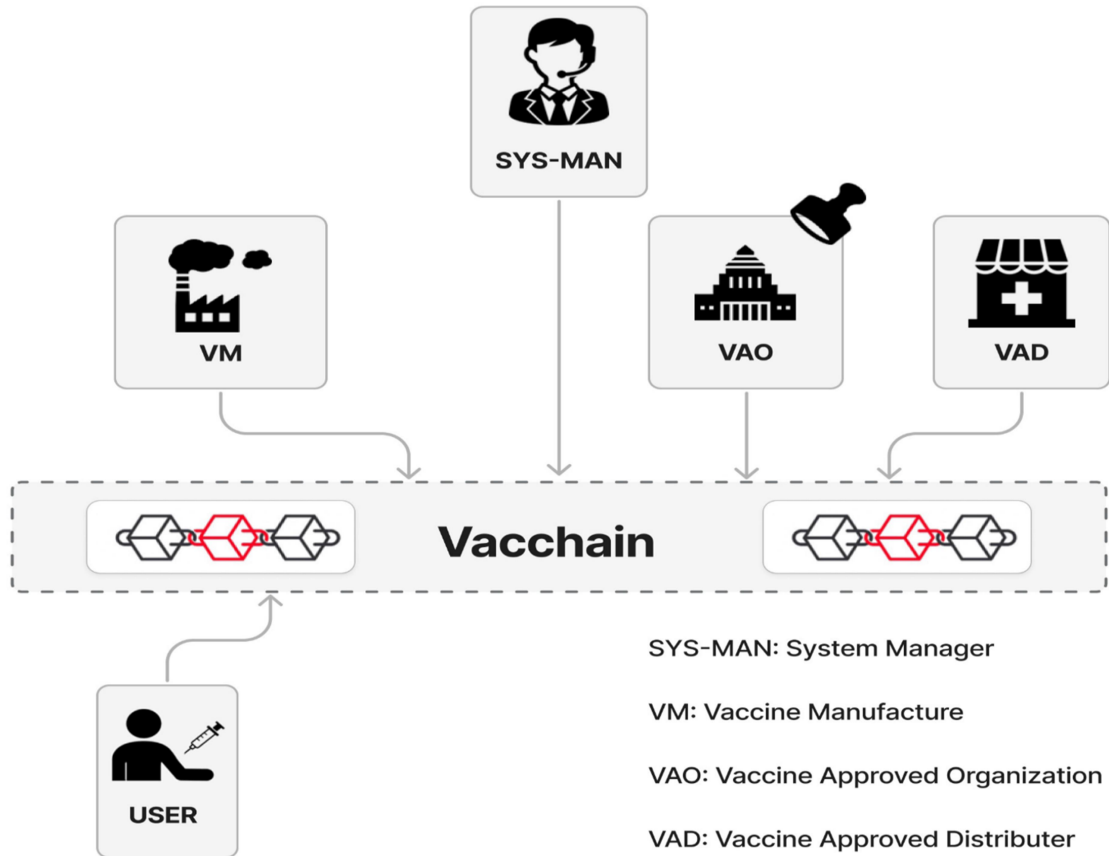 SYS-MAN
VM
VAO
VAD
Vacchain
USER
SYS-MAN: System Manager
VM: Vaccine Manufacture
VAO: Vaccine Approved Organization
VAD: Vaccine Approved Distributer